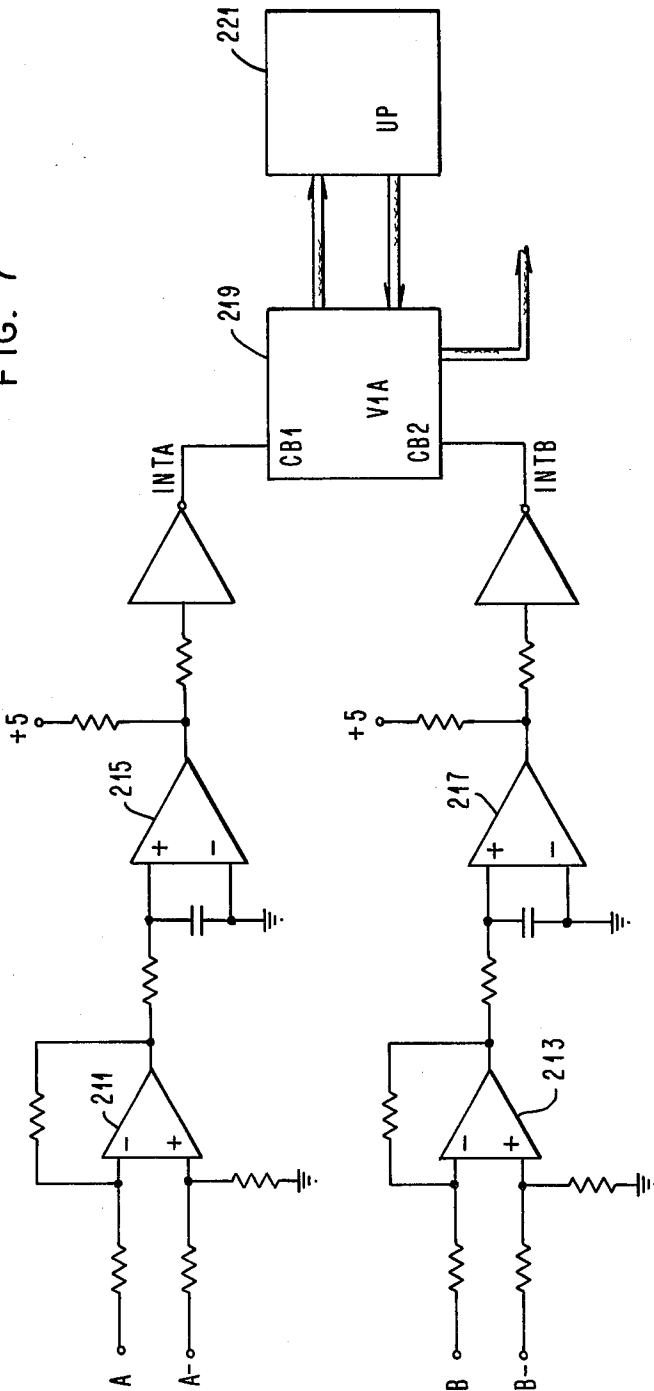 FIG. 7
221
UP
219
CB1
V1A
CB2
INTA
INTB
+5
215
+
-
211
-
+
A
A-
+5
217
+
-
213
-
+
B
B-